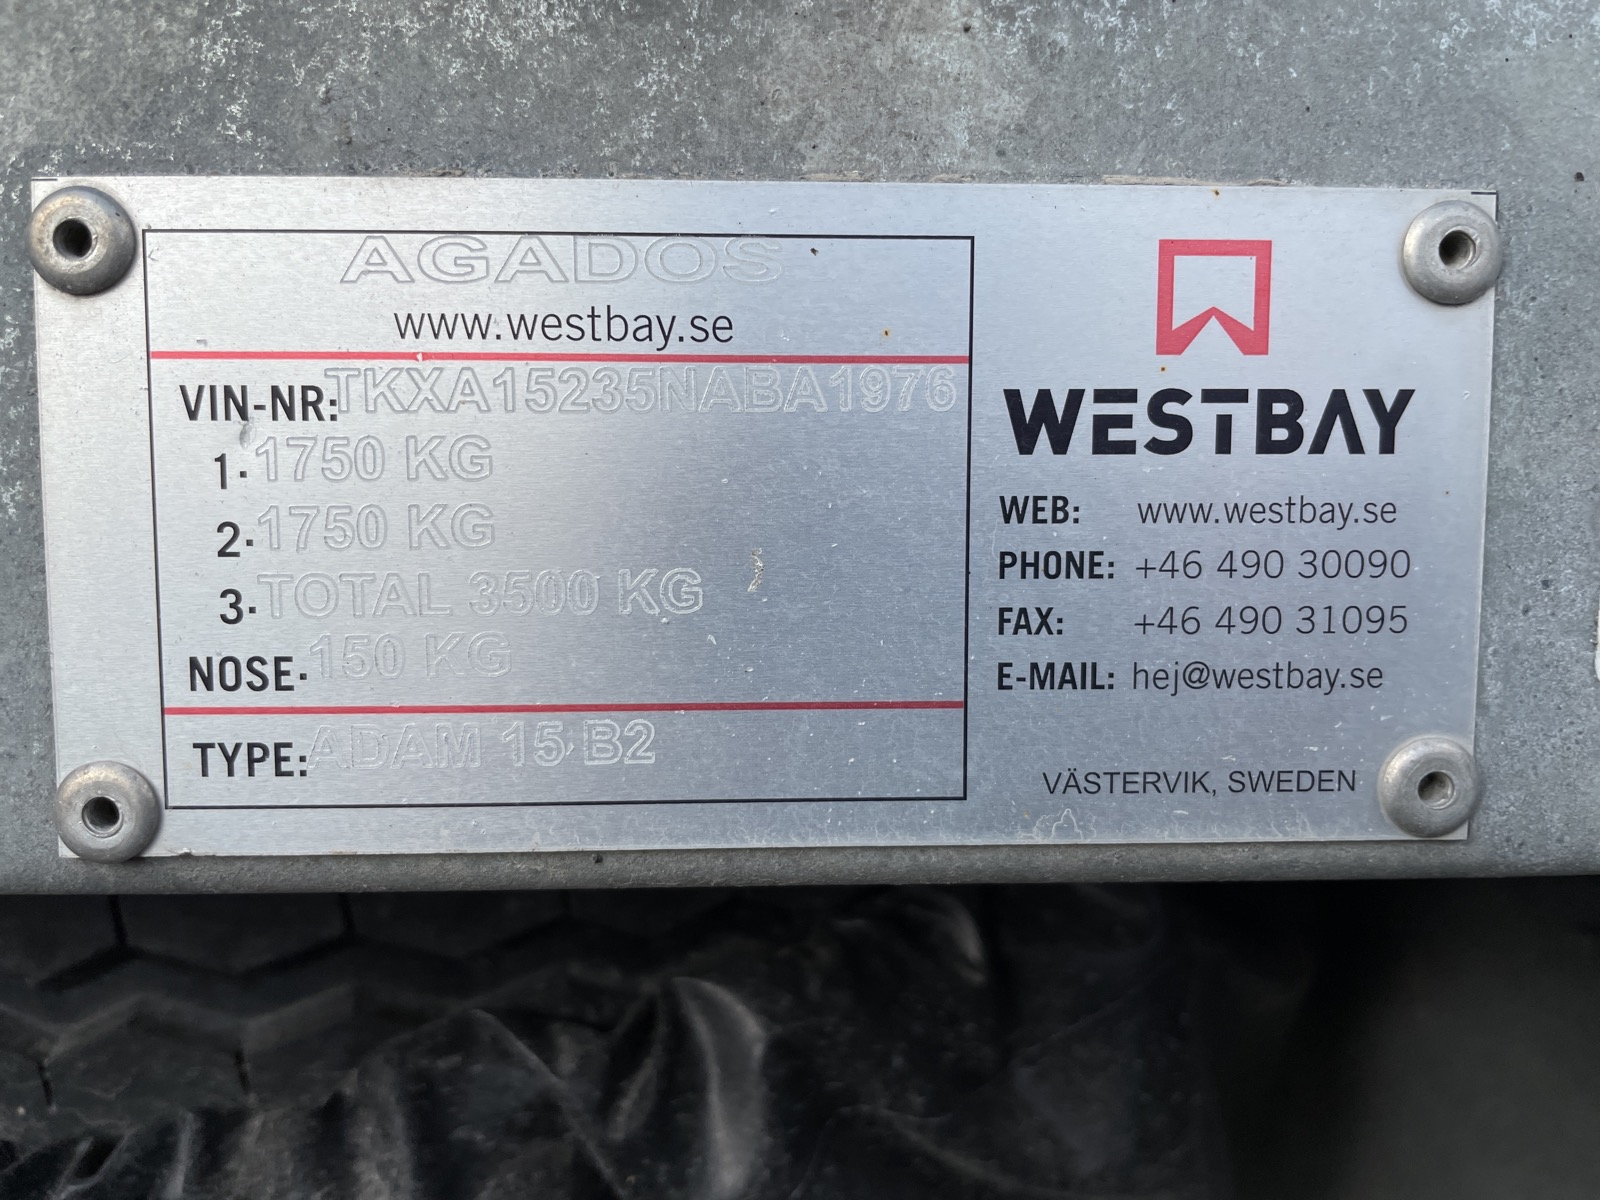 AGADOS
www.westbay.se
VIN-NR:TKXA15235NABA1976
1.1750 KG
2.1750 KG
3.TOTAL 3500 KG
NOSE.150 KG
TYPE:ADAM 15 B2
WESTBAY
WEB: www.westbay.se
PHONE: +46 490 30090
FAX: +46 490 31095
E-MAIL: hej@westbay.se
VÄSTERVIK, SWEDEN